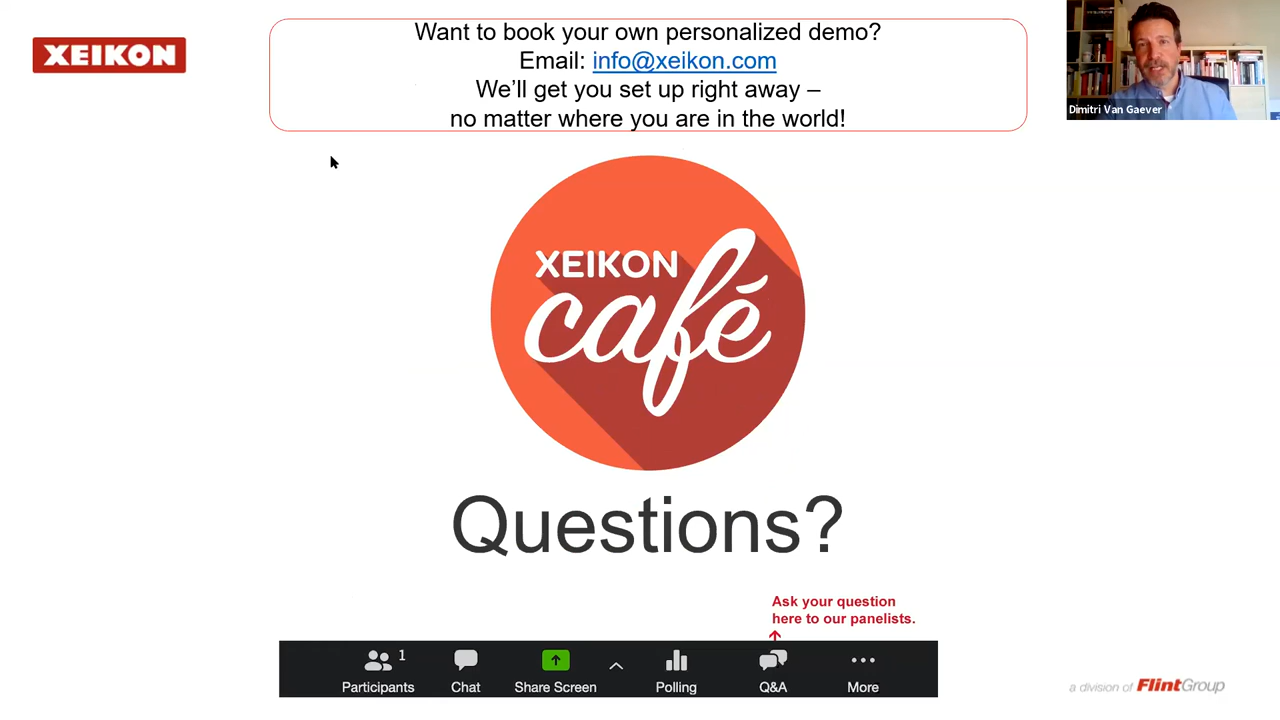 XEIKON
Want to book your own personalized demo?
Email: info@xeikon.com
We'll get you set up right away –
no matter where you are in the world!
Dimitri Van Gaever
XEIKON
café
Questions?
Ask your question
here to our panelists.
1
Participants
Chat
Share Screen
Polling
Q&A
More
a division of FlintGroup